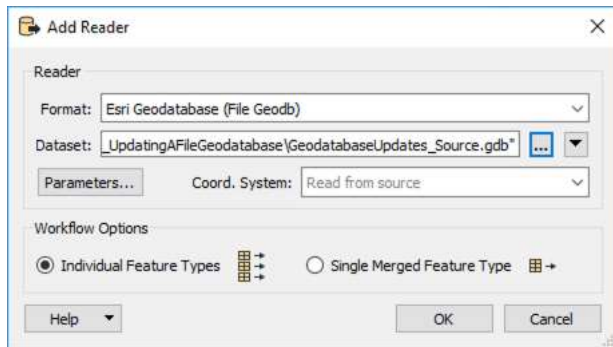 Add Reader
Reader
Format: Esri Geodatabase (File Geodb)
Dataset: _UpdatingAFileGeodatabase\GeodatabaseUpdates_Source.gdb" ...
Parameters... Coord. System: Read from source
Workflow Options
Individual Feature Types Single Merged Feature Type
Help OK Cancel